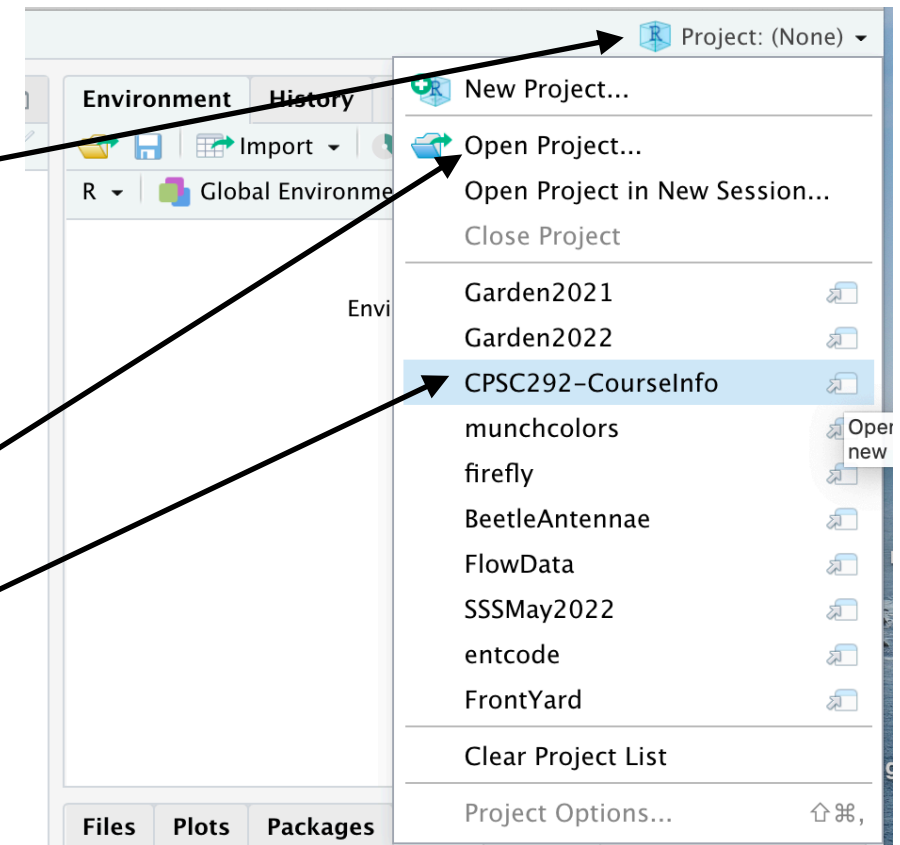 Project: (None)
Environment History
Import
R Global Environme
Envi
New Project...
Open Project...
Open Project in New Session...
Close Project
Garden2021
Garden2022
CPSC292-CourseInfo
munchcolors
firefly
BeetleAntennae
FlowData
SSSMay2022
entcode
FrontYard
Clear Project List
Project Options... ⇧⌘,
Oper
new
Files Plots Packages